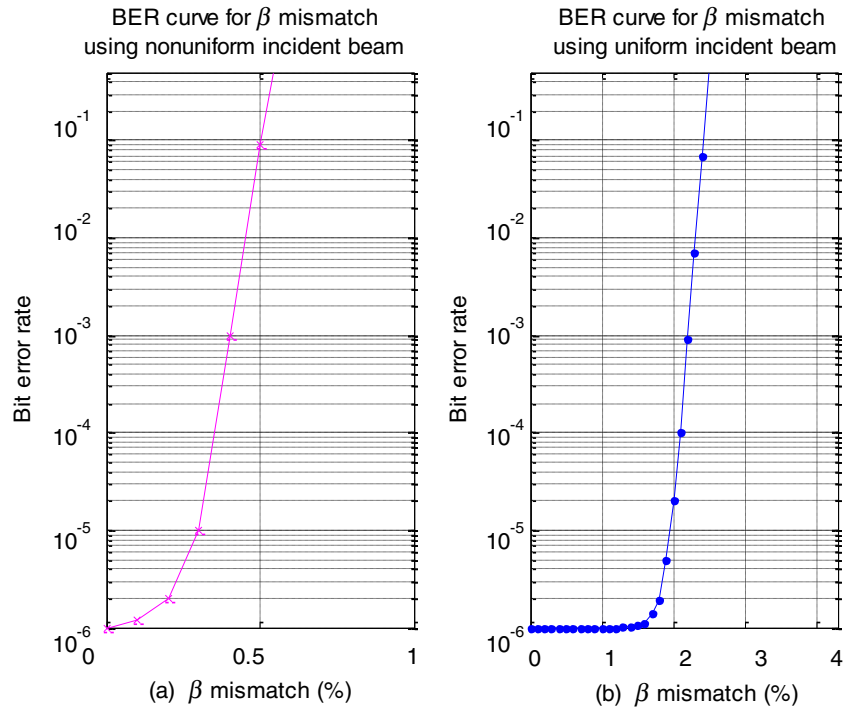 BER curve for β mismatch
using nonuniform incident beam
Bit error rate
10^-1
10^-2
10^-3
10^-4
10^-5
10^-6
0 0.5 1
(a) β mismatch (%)
BER curve for β mismatch
using uniform incident beam
Bit error rate
10^-1
10^-2
10^-3
10^-4
10^-5
10^-6
0 1 2 3 4
(b) β mismatch (%)